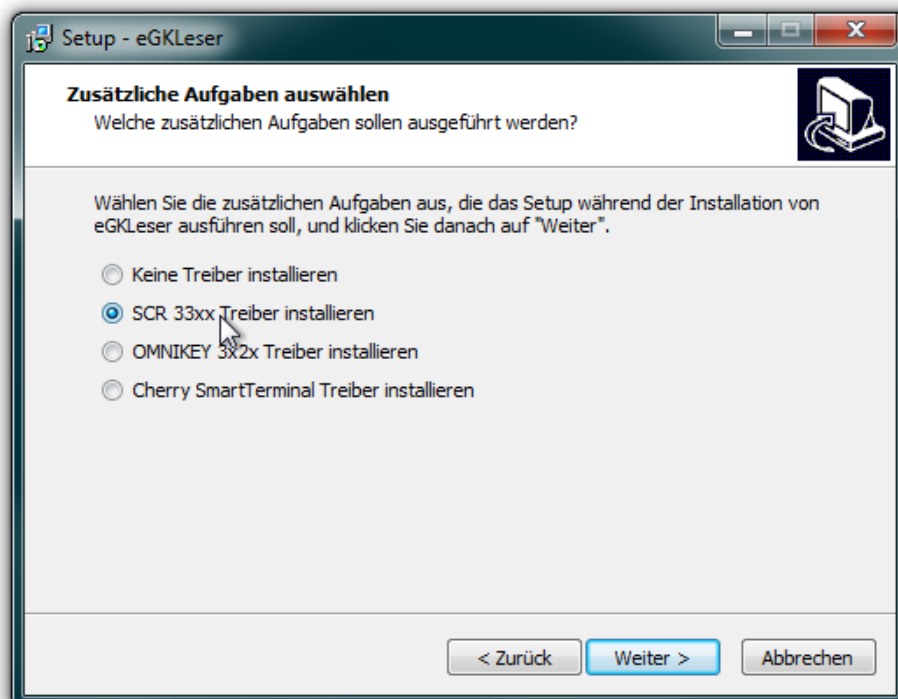 Setup - eGKLeser
Zusätzliche Aufgaben auswählen
Welche zusätzlichen Aufgaben sollen ausgeführt werden?
Wählen Sie die zusätzlichen Aufgaben aus, die das Setup während der Installation von
eGKLeser ausführen soll, und klicken Sie danach auf "Weiter".
Keine Treiber installieren
SCR 33xx Treiber installieren
OMNIKEY 3x2x Treiber installieren
Cherry SmartTerminal Treiber installieren
< Zurück
Weiter >
Abbrechen